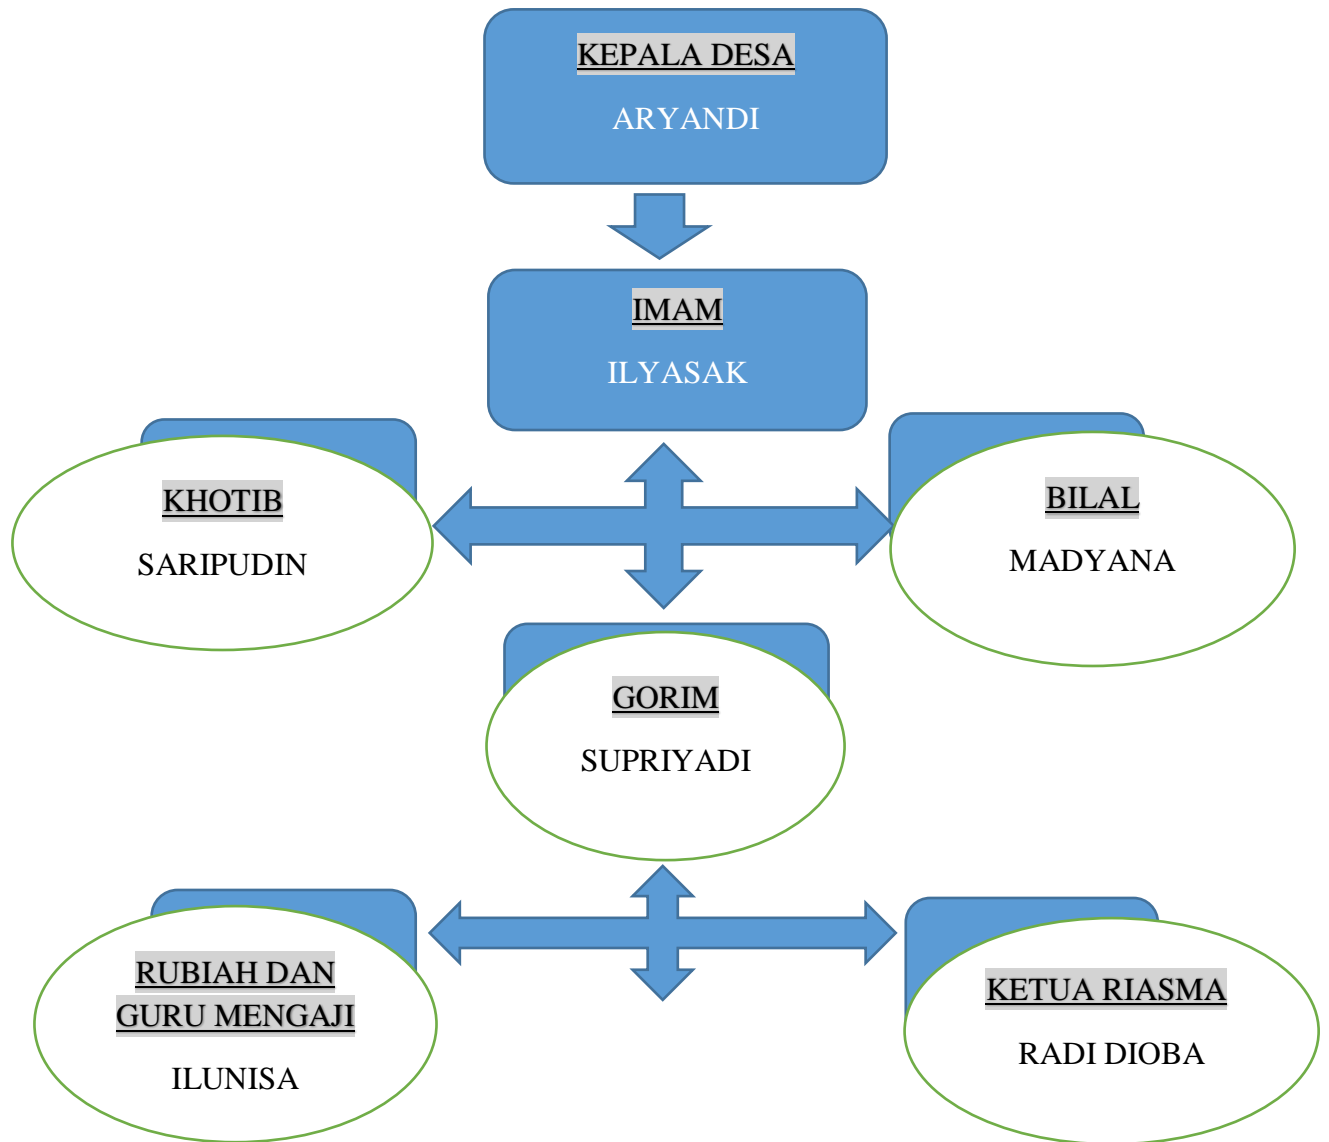 KEPALA DESA
ARYANDI
IMAM
ILYASAK
KHOTIB
SARIPUDIN
BILAL
MADYANA
GORIM
SUPRIYADI
RUBIAH DAN
GURU MENGAJI
ILUNISA
KETUA RIASMA
RADI DIOBA